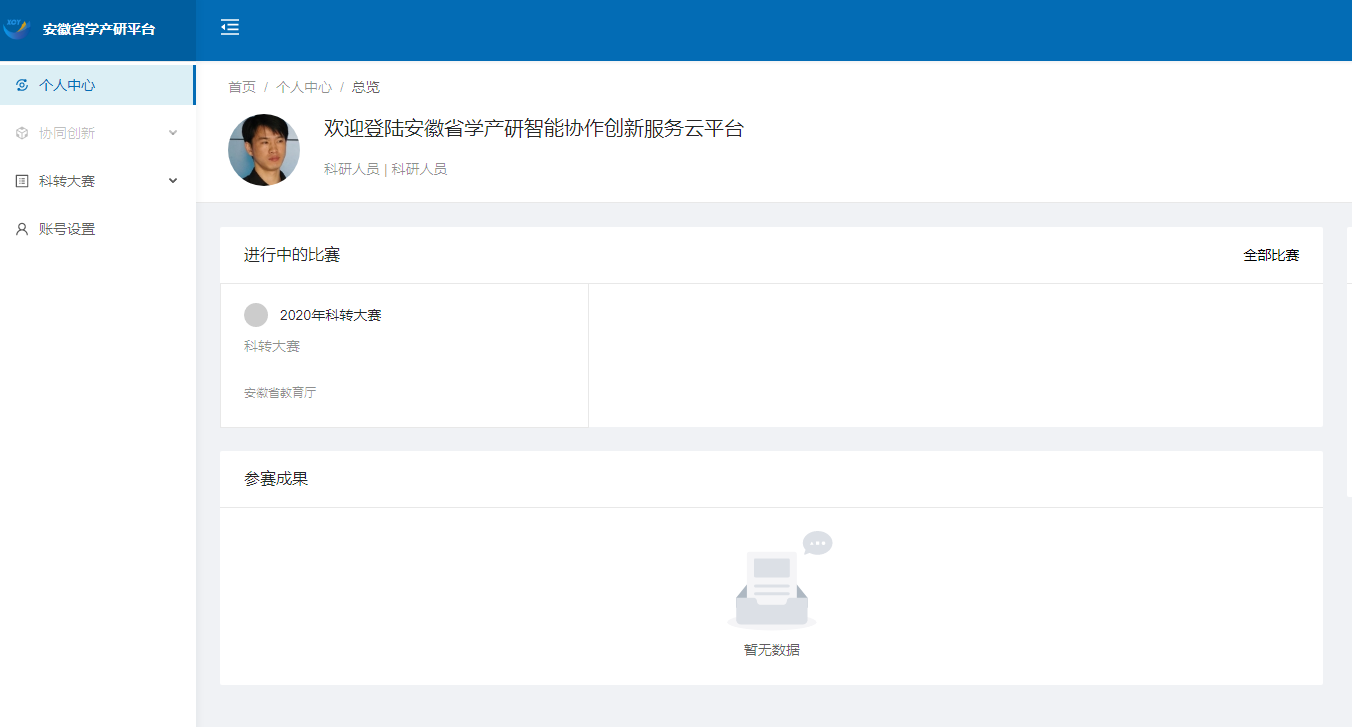 安徽省学产研平台
个人中心
协同创新
科转大赛
账号设置
首页 / 个人中心 / 总览
欢迎登陆安徽省学产研智能协作创新服务云平台
科研人员 | 科研人员
进行中的比赛
全部比赛
2020年科转大赛
科转大赛
安徽省教育厅
参赛成果
暂无数据